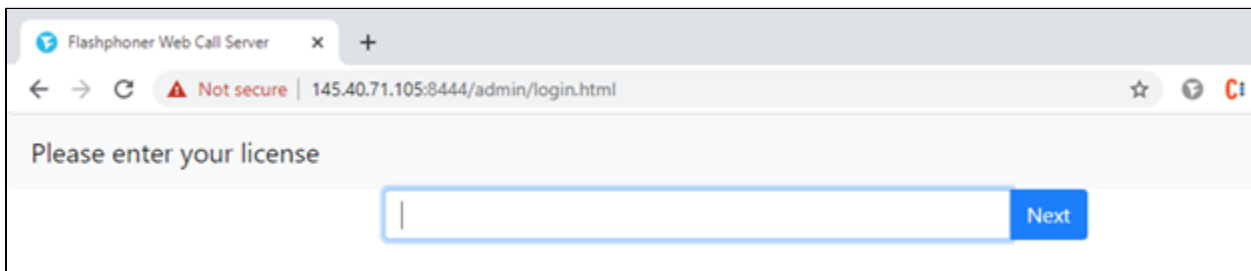 Flashphoner Web Call Server
Not secure | 145.40.71.105:8444/admin/login.html
Please enter your license
Next